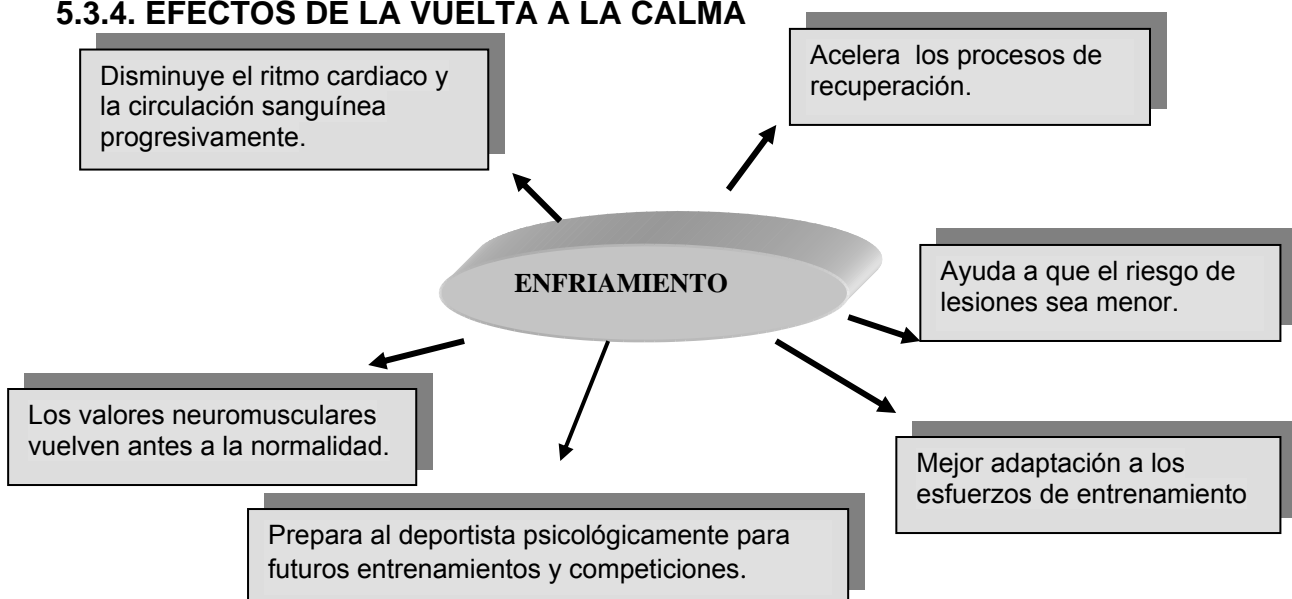 5.3.4. EFECTOS DE LA VUELTA A LA CALMA
Disminuye el ritmo cardiaco y
la circulación sanguínea
progresivamente.
Acelera  los procesos de
recuperación.
ENFRIAMIENTO
Ayuda a que el riesgo de
lesiones sea menor.
Los valores neuromusculares
vuelven antes a la normalidad.
Mejor adaptación a los
esfuerzos de entrenamiento
Prepara al deportista psicológicamente para
futuros entrenamientos y competiciones.